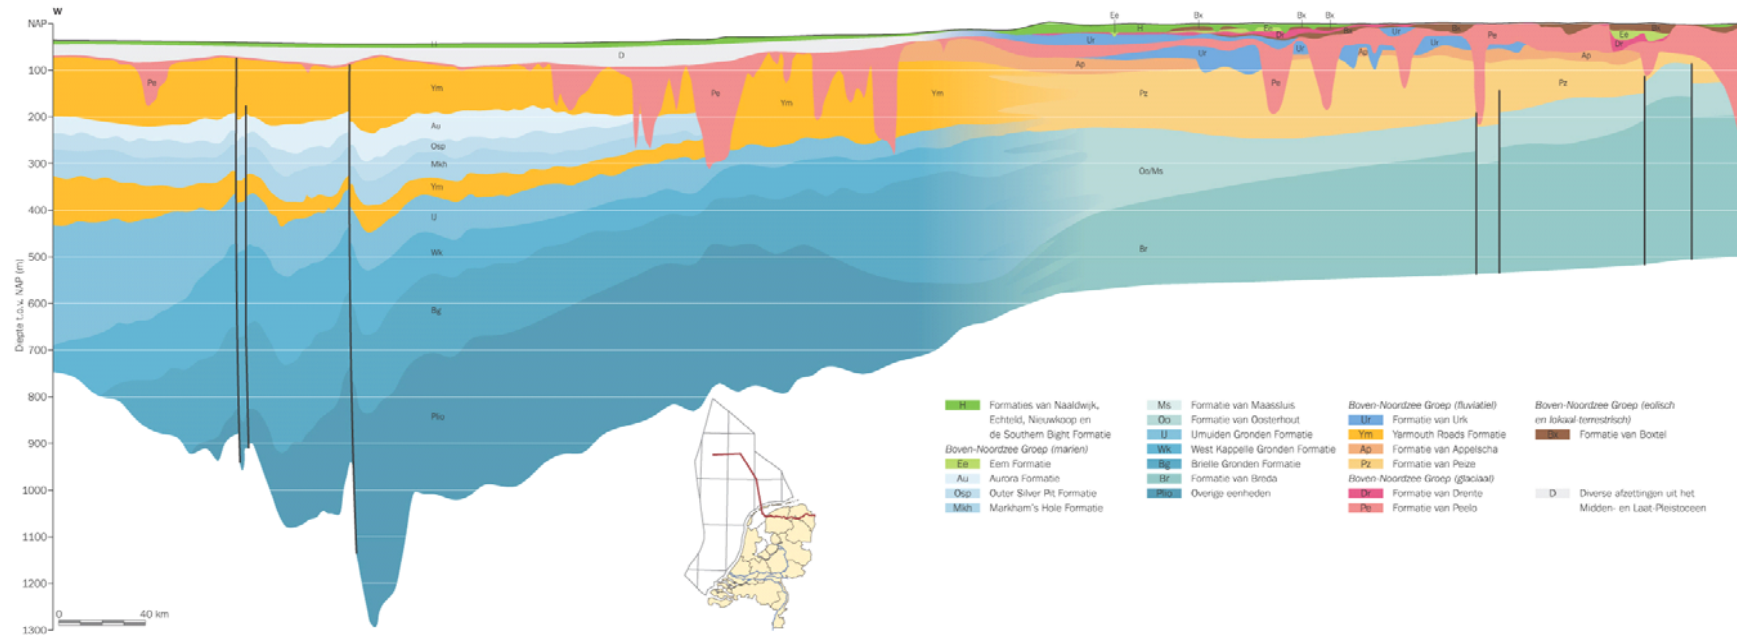 W
NAP
100
200
300
400
500
600
700
800
900
1000
1100
1200
1300
Diepte t.o.v. NAP (m)
0 40 km
H
D
Pe
Ym
Au
Osp
Mkh
Ym
U
Wk
Bg
Plio
Pe
Ym
Ym
Ee
Bx
Bx
Bx
H
Ur
Ap
Pz
Oo/Ms
Br
Ur
Ee
Dr
Pe
Ur
Ap
Ur
Ur
Pe
Pz
Ap
Ee
Dr
H Formaties van Naaldwijk,
Echteld, Nieuwkoop en
de Southern Bight Formatie
Boven-Noordzee Groep (marien)
Ee Eem Formatie
Au Aurora Formatie
Osp Outer Silver Pit Formatie
Mkh Markham's Hole Formatie
Ms Formatie van Maassluis
Oo Formatie van Oosterhout
U IJmuiden Gronden Formatie
Wk West Kappelle Gronden Formatie
Bg Brielle Gronden Formatie
Br Formatie van Breda
Plio Overige eenheden
Boven-Noordzee Groep (fluviatiel)
Ur Formatie van Urk
Ym Yarmouth Roads Formatie
Ap Formatie van Appelscha
Pz Formatie van Peize
Boven-Noordzee Groep (glaciaal)
Dr Formatie van Drente
Pe Formatie van Peelo
Boven-Noordzee Groep (eolisch
en lokaal-terrestrisch)
Bx Formatie van Boxtel
D Diverse afzettingen uit het
Midden- en Laat-Pleistoceen